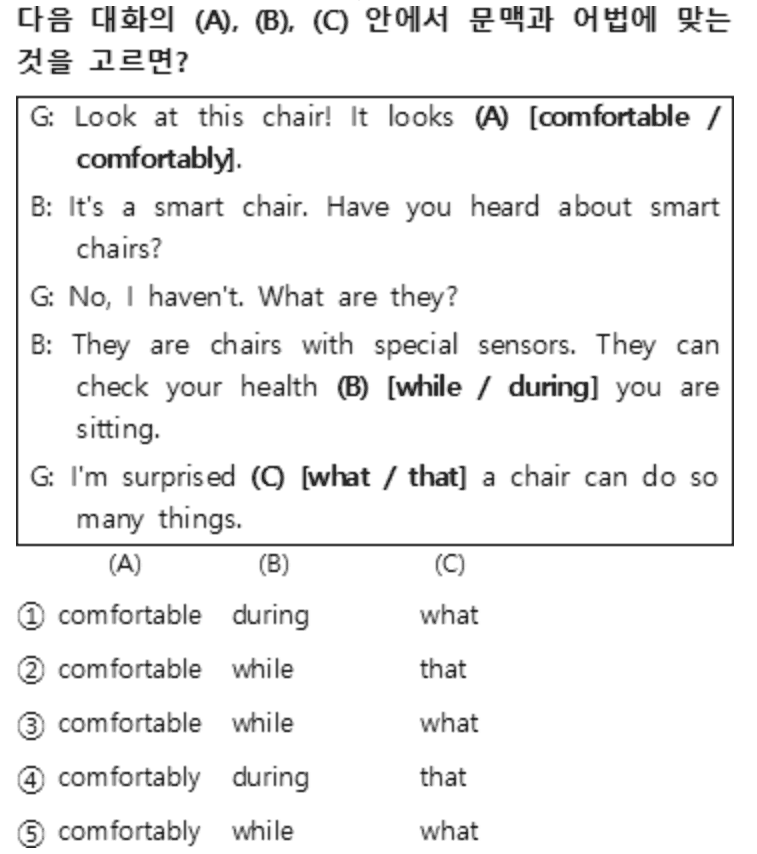 다음 대화의 (A), (B), (C) 안에서 문맥과 어법에 맞는
것을 고르면?
G: Look at this chair! It looks (A) [comfortable /
comfortably].
B: It's a smart chair. Have you heard about smart
chairs?
G: No, I haven't. What are they?
B: They are chairs with special sensors. They can
check your health (B) [while / during] you are
sitting.
G: I'm surprised (C) [what / that] a chair can do so
many things.
(A) (B) (C)
① comfortable during what
② comfortable while that
③ comfortable while what
④ comfortably during that
⑤ comfortably while what